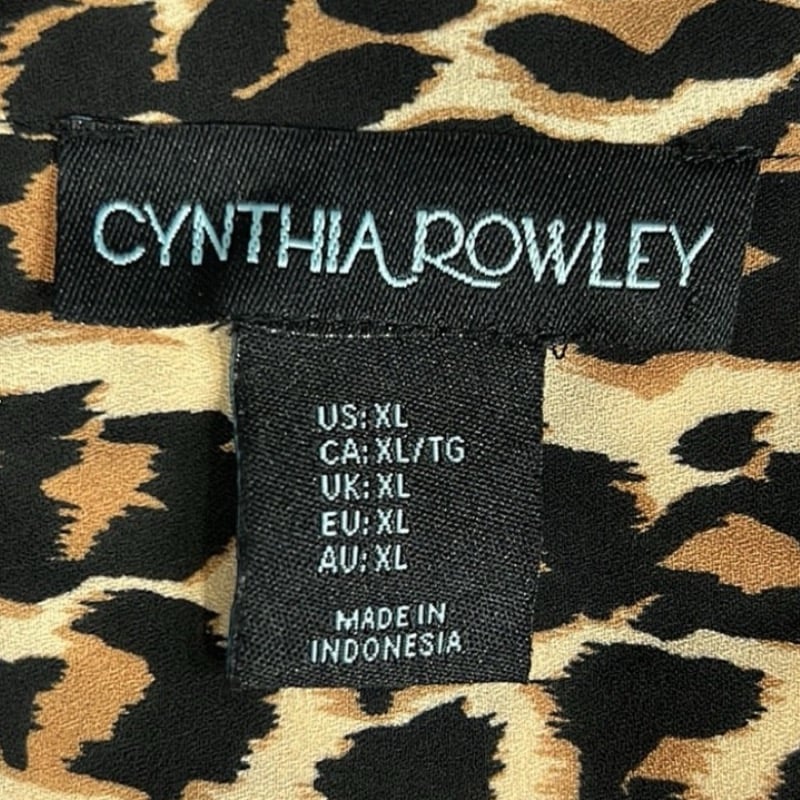 CYNTHIA ROWLEY
US: XL
CA: XL/TG
UK: XL
EU: XL
AU: XL
MADE IN
INDONESIA